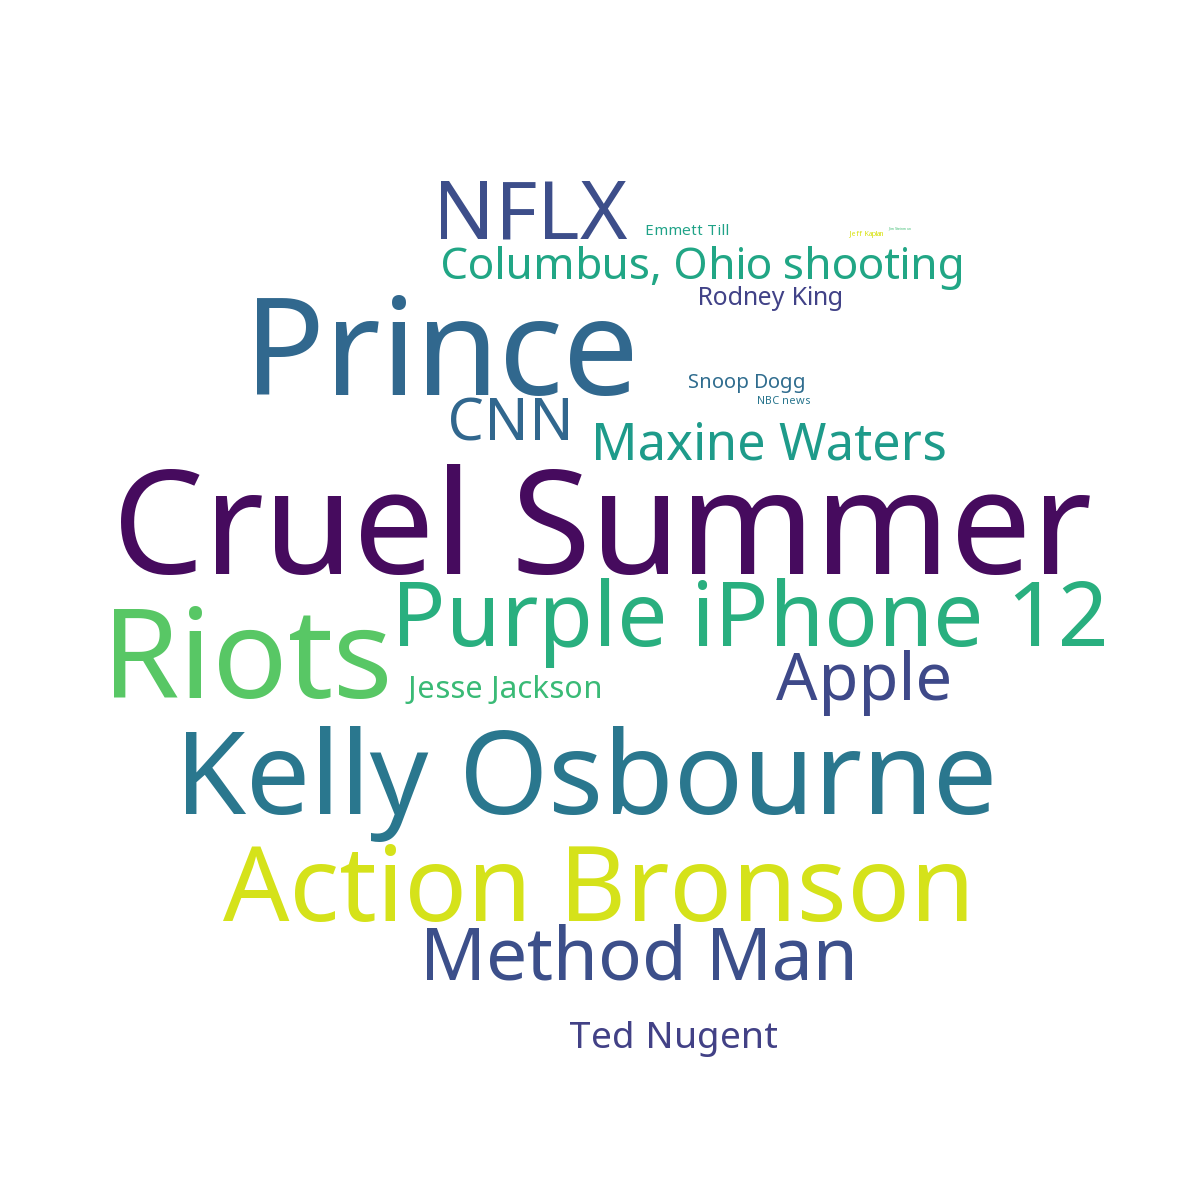 NFLX
Emmett Till
Jeff Kaplan
Columbus, Ohio shooting
Rodney King
Prince
Snoop Dogg
NBC news
CNN
Maxine Waters
Cruel Summer
Purple iPhone 12
Riots
Apple
Jesse Jackson
Kelly Osbourne
Action Bronson
Method Man
Ted Nugent